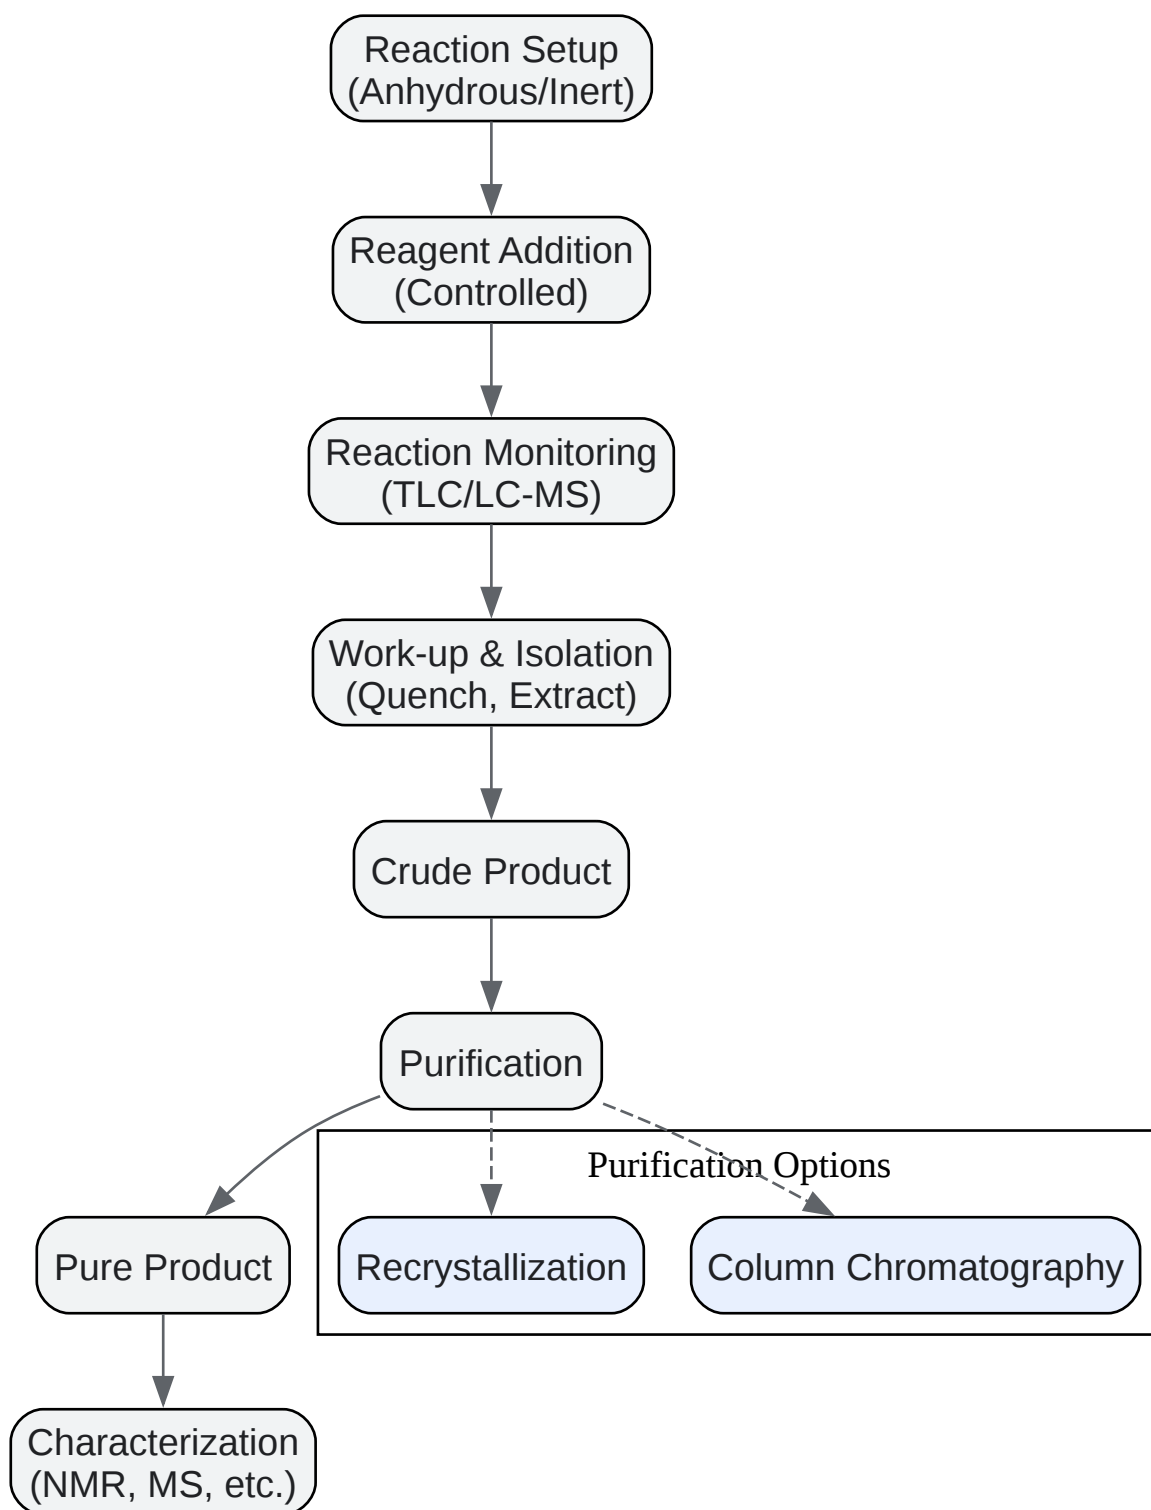 Reaction Setup
(Anhydrous/Inert)
Reagent Addition
(Controlled)
Reaction Monitoring
(TLC/LC-MS)
Work-up & Isolation
(Quench, Extract)
Crude Product
Purification
Purification Options
Pure Product
Recrystallization
Column Chromatography
Characterization
(NMR, MS, etc.)